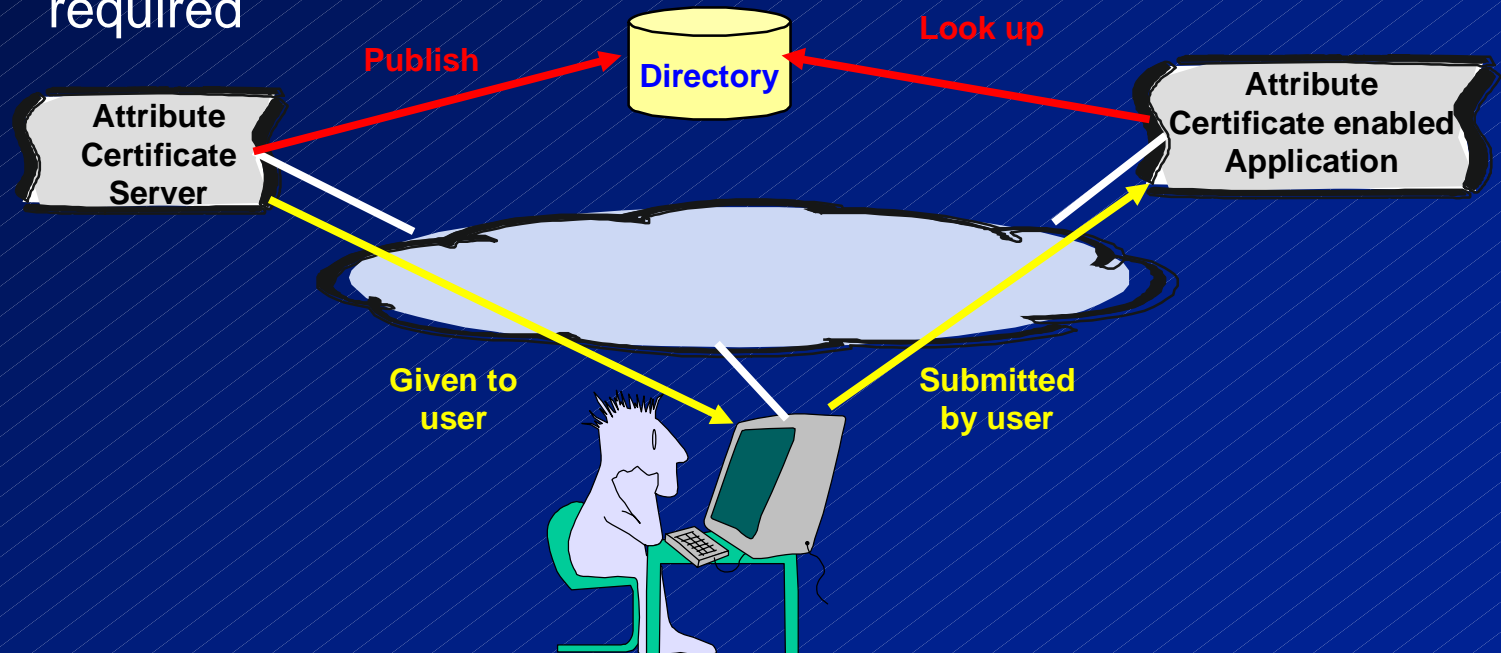 required
Publish
Look up
Directory
Attribute
Certificate
Server
Attribute
Certificate enabled
Application
Given to
user
Submitted
by user